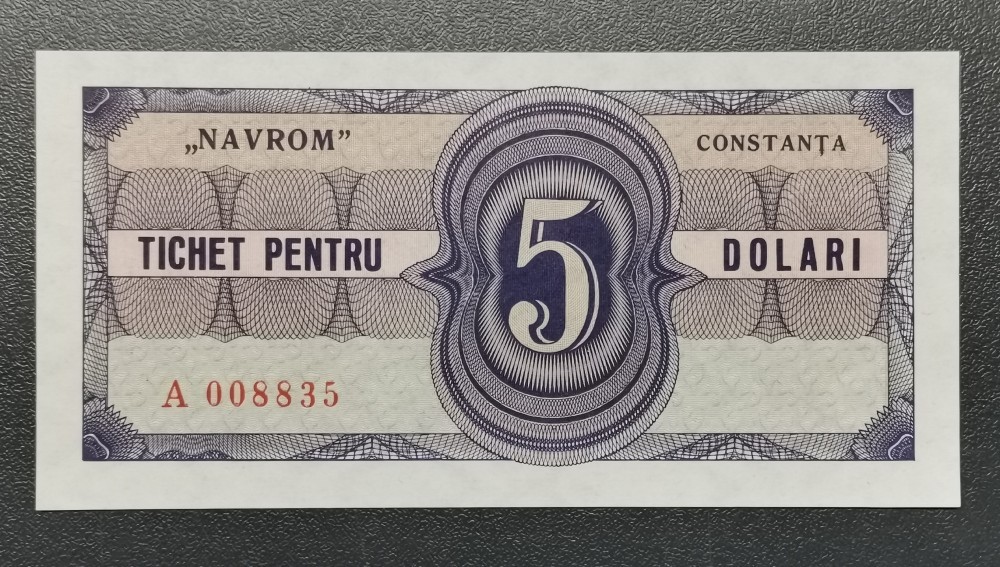 „NAVROM” CONSTANȚA
TICHET PENTRU 5 DOLARI
A 008835